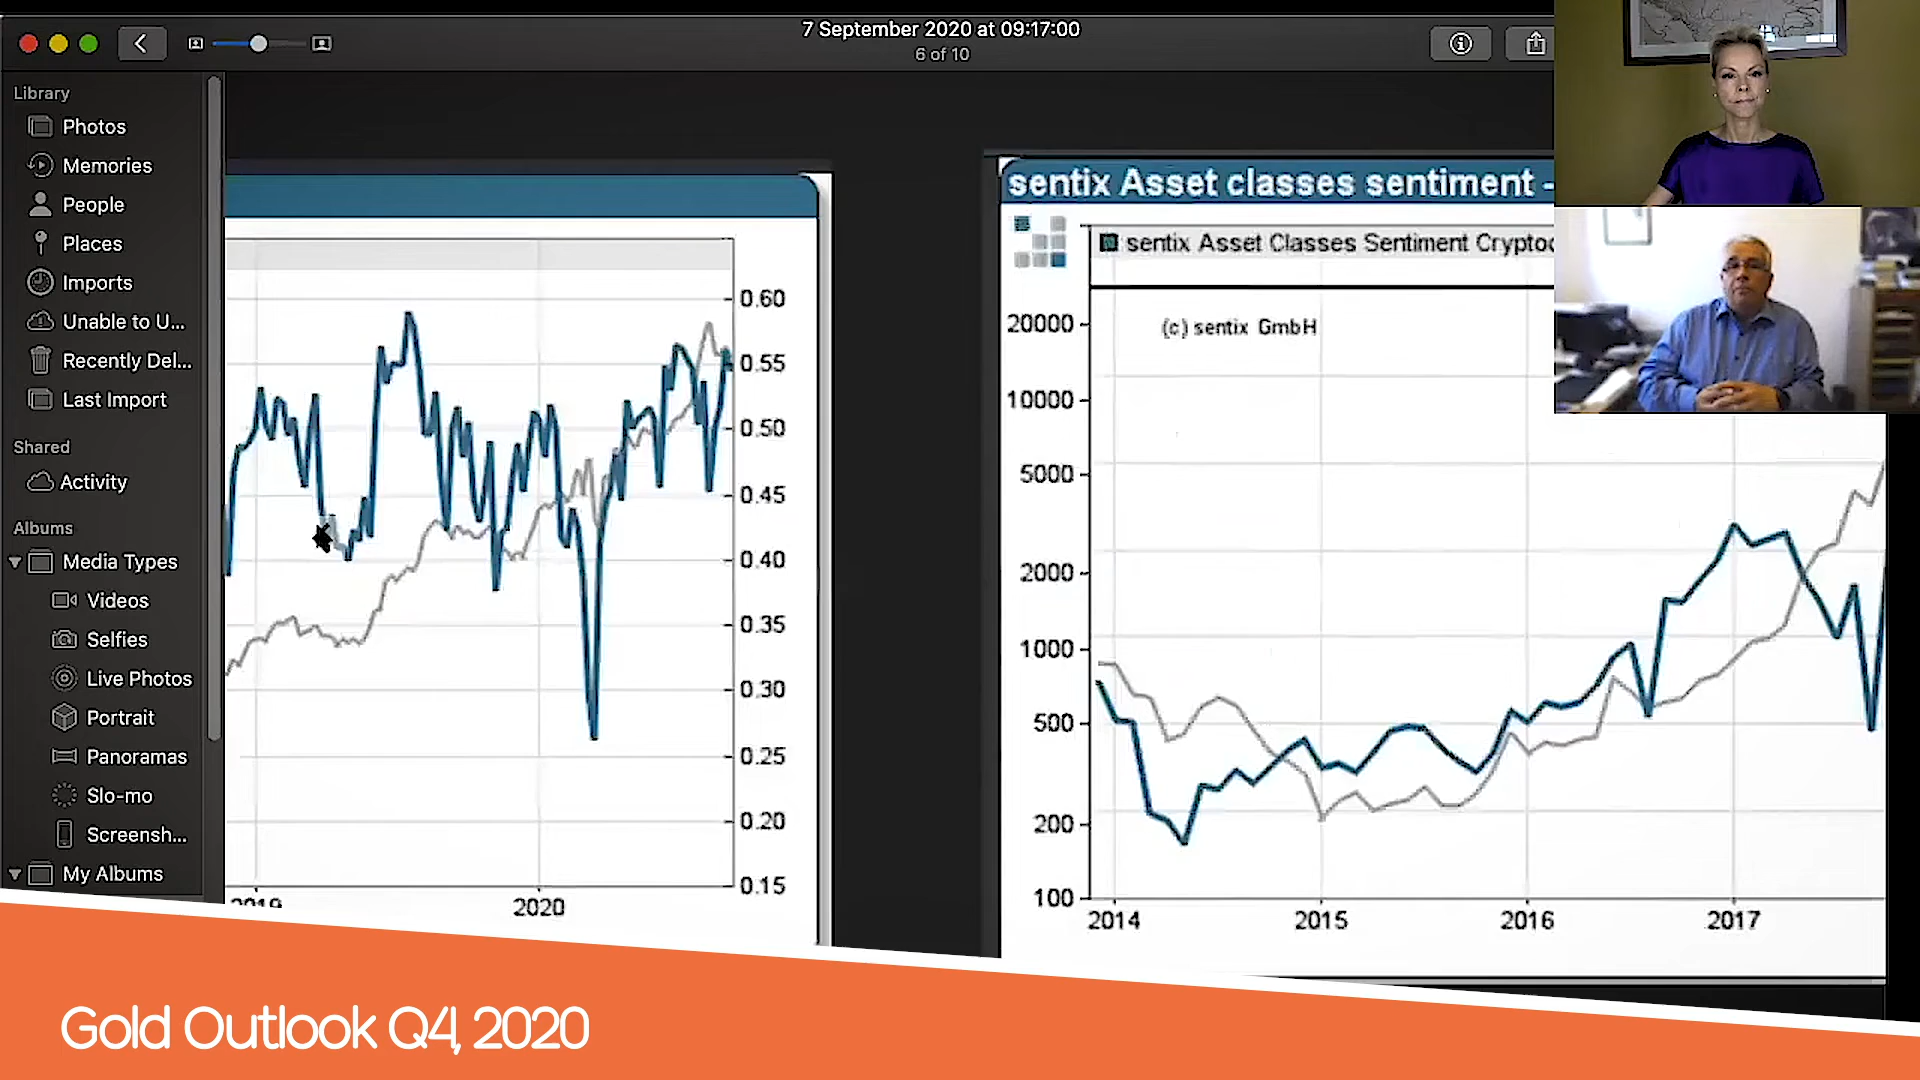 7 September 2020 at 09:17:00
6 of 10
Library
Photos
Memories
People
Places
Imports
Unable to U...
Recently Del...
Last Import
Shared
Activity
Albums
Media Types
Videos
Selfies
Live Photos
Portrait
Panoramas
Slo-mo
Screensh...
My Albums
0.60
0.55
0.50
0.45
0.40
0.35
0.30
0.25
0.20
0.15
2019
2020
sentix Asset classes sentiment -
sentix Asset Classes Sentiment Cryptoc
(c) sentix GmbH
20000
10000
5000
2000
1000
500
200
100
2014
2015
2016
2017
Gold Outlook Q4, 2020